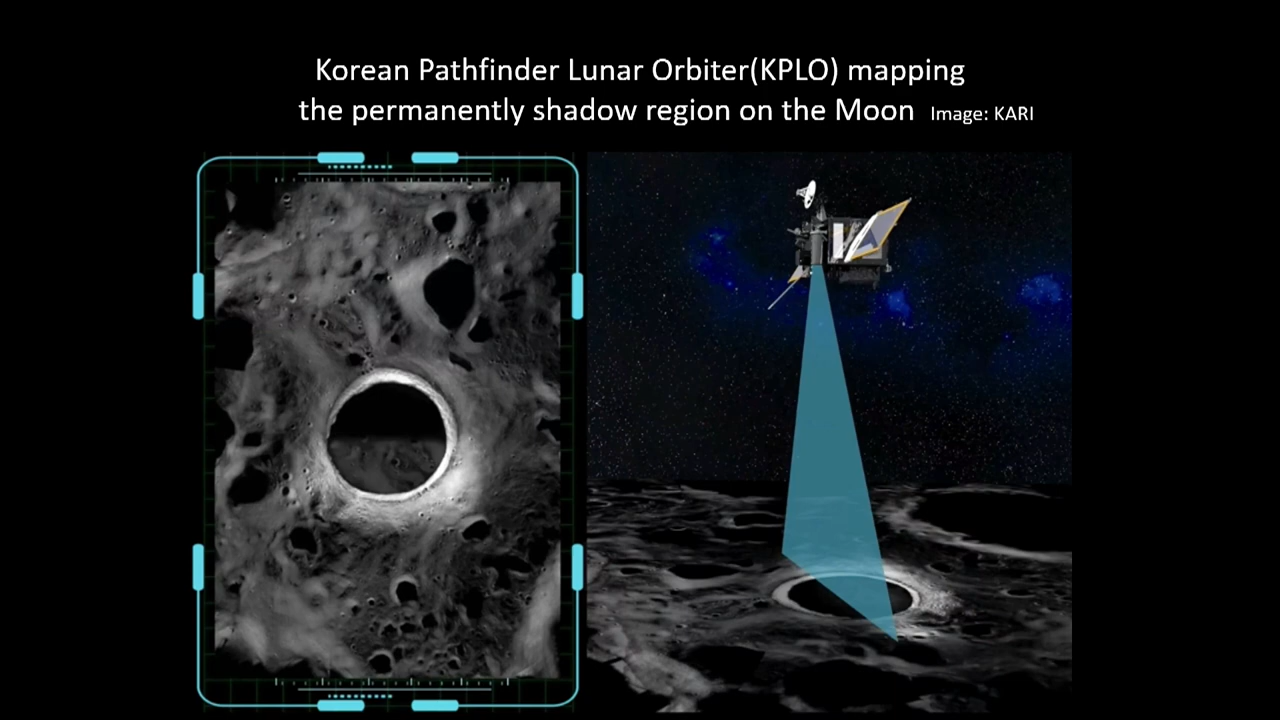 Korean Pathfinder Lunar Orbiter(KPLO) mapping
the permanently shadow region on the Moon Image: KARI